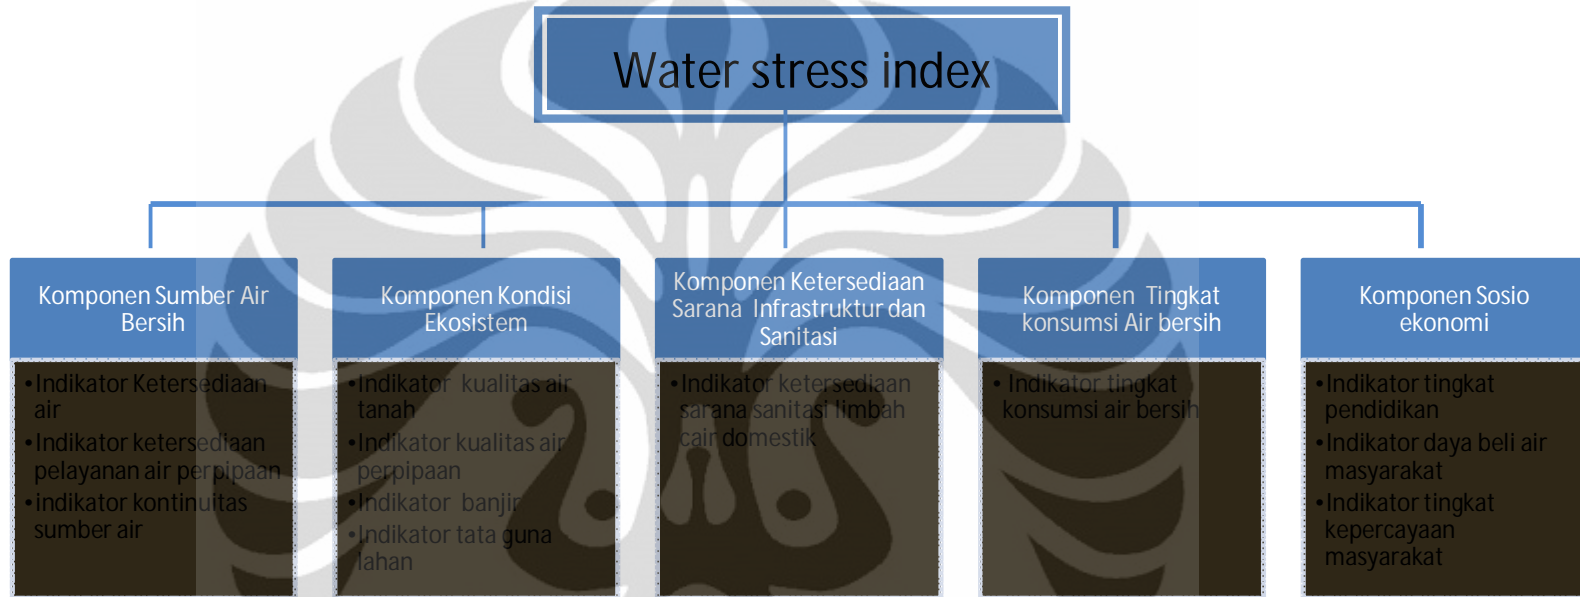 Water stress index
Komponen Sumber Air
Bersih
•Indikator Ketersediaan
air
•Indikator ketersediaan
pelayanan air perpipaan
•indikator kontinuitas
sumber air
Komponen Kondisi
Ekosistem
•Indikator kualitas air
tanah
•Indikator kualitas air
perpipaan
•Indikator banjir
•Indikator tata guna
lahan
Komponen Ketersediaan
Sarana Infrastruktur dan
Sanitasi
•Indikator ketersediaan
sarana sanitasi limbah
cair domestik
Komponen Tingkat
konsumsi Air bersih
• Indikator tingkat
konsumsi air bersih
Komponen Sosio
ekonomi
•Indikator tingkat
pendidikan
•Indikator daya beli air
masyarakat
•Indikator tingkat
kepercayaan
masyarakat